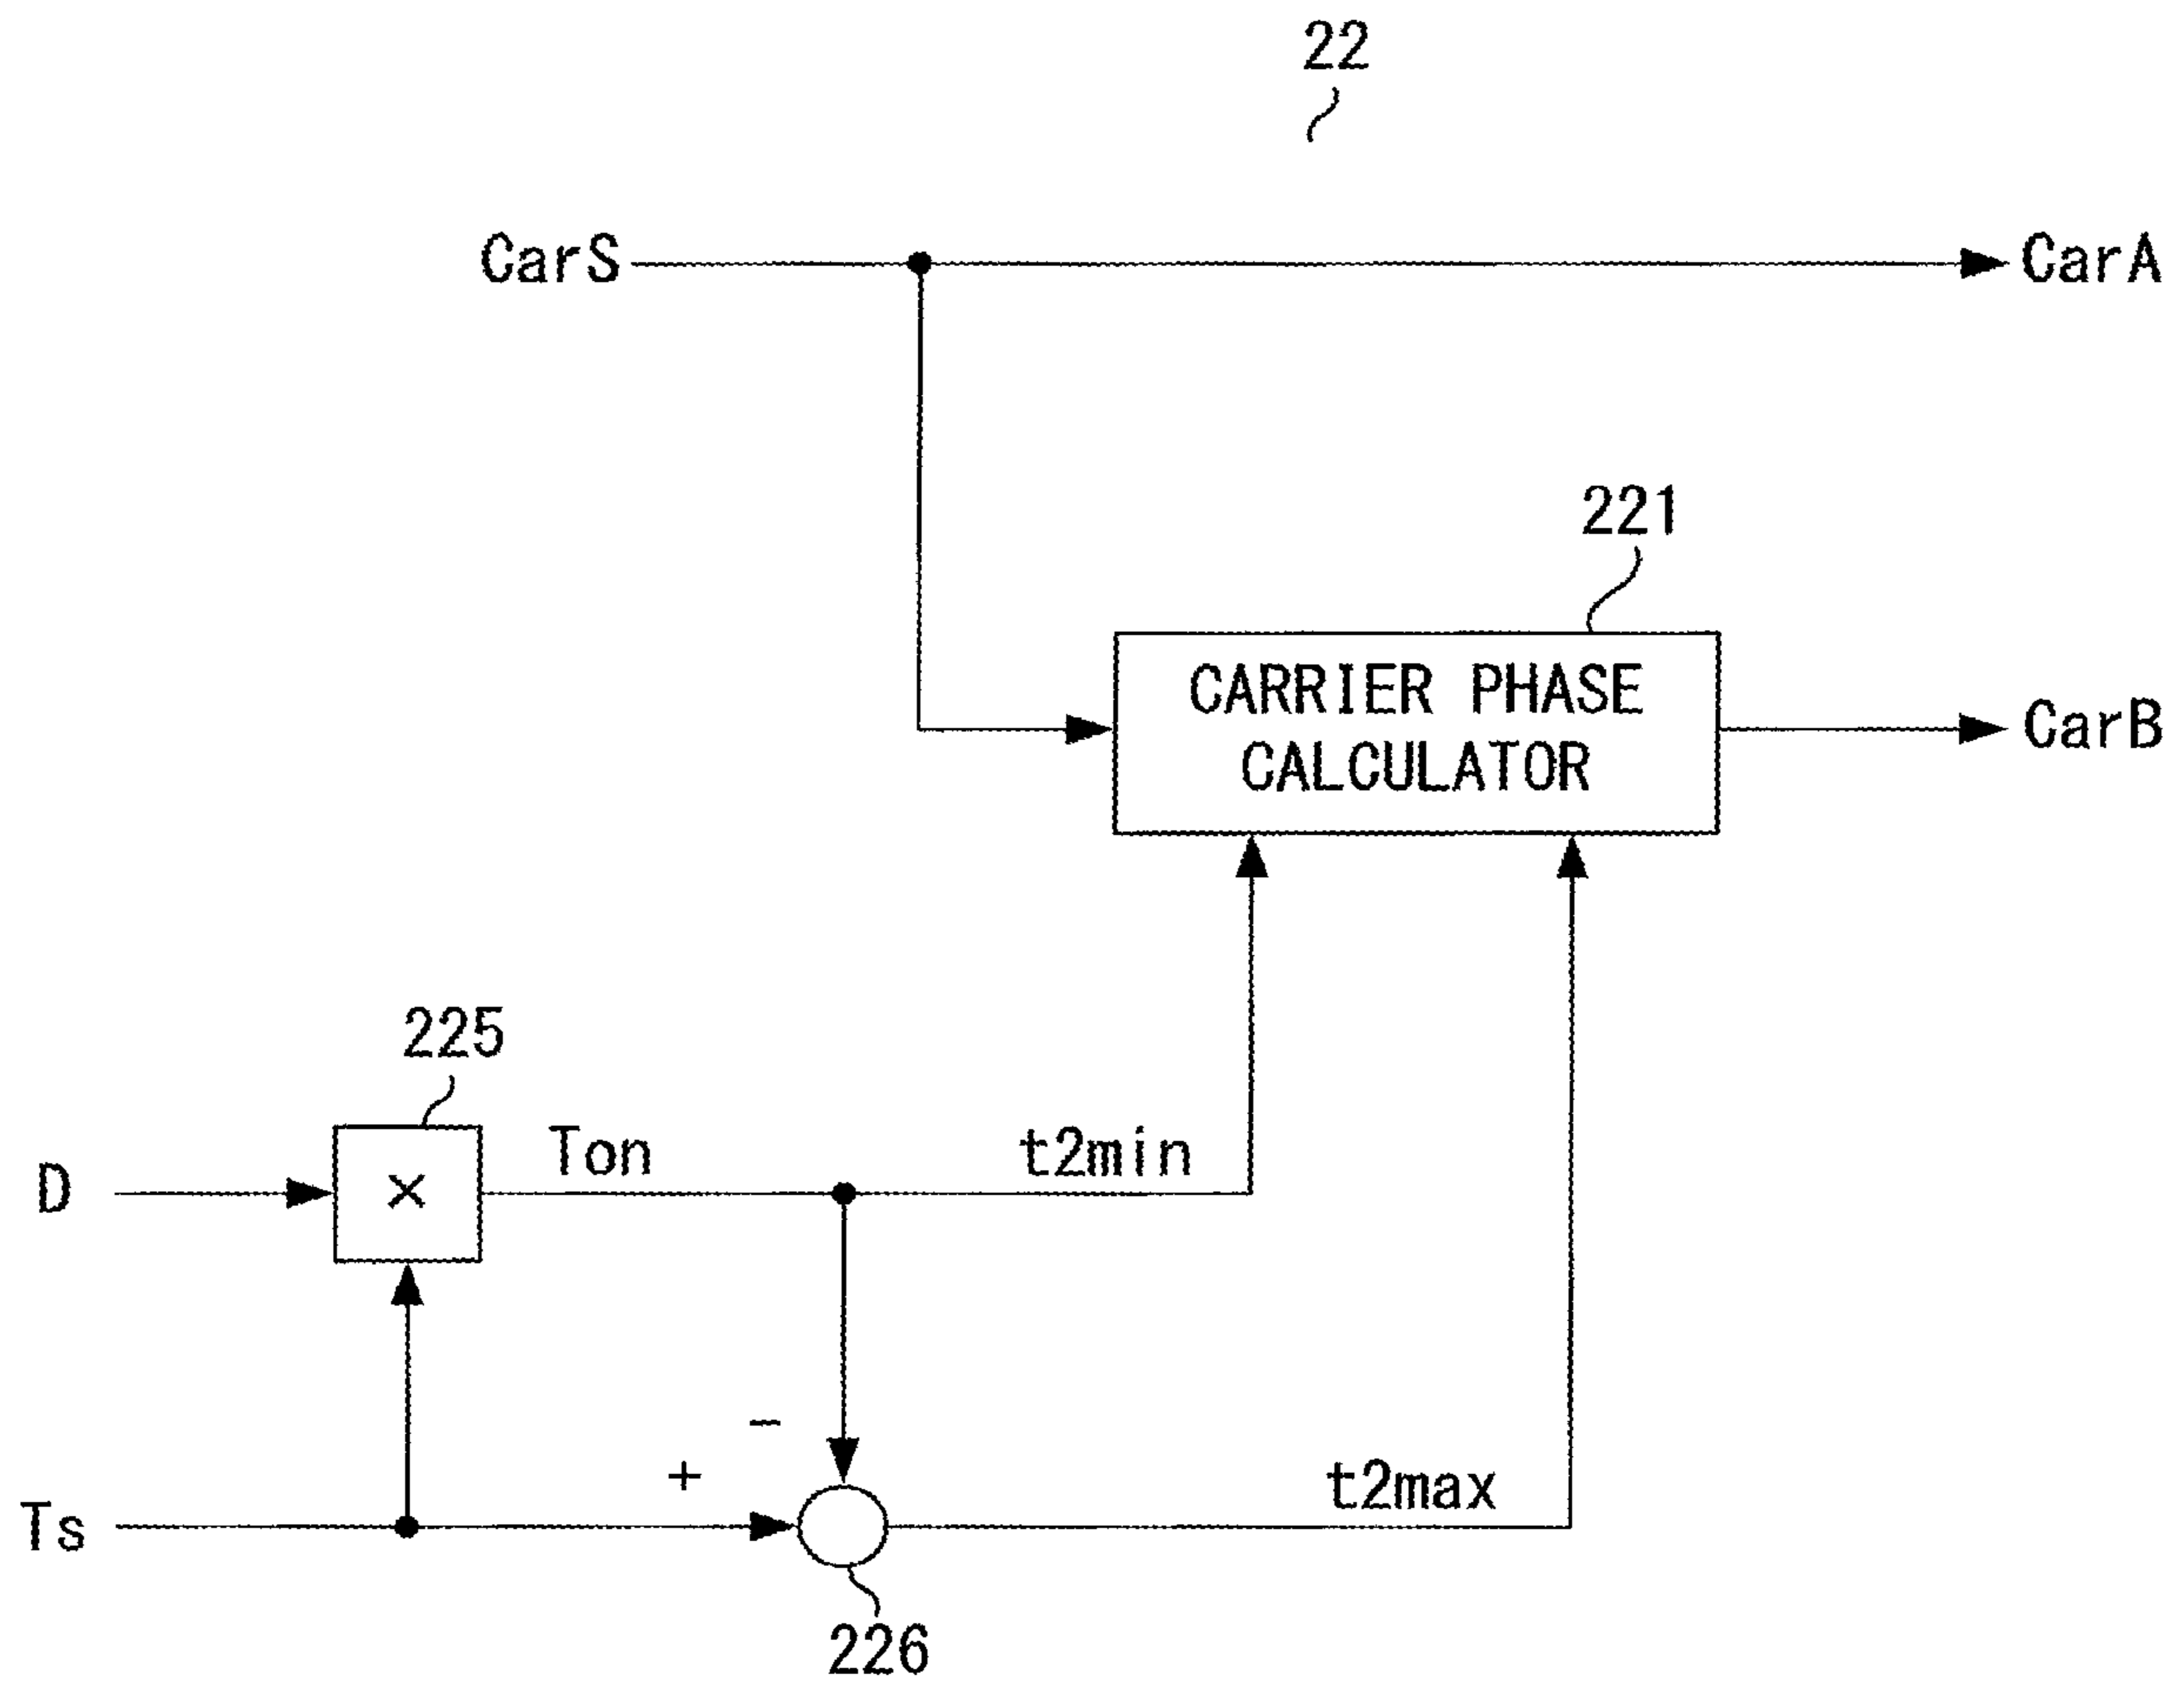 22
CarS
CarA
221
CARRIER PHASE
CALCULATOR
CarB
225
Ton
t2min
D
×
-
+
t2max
Ts
226